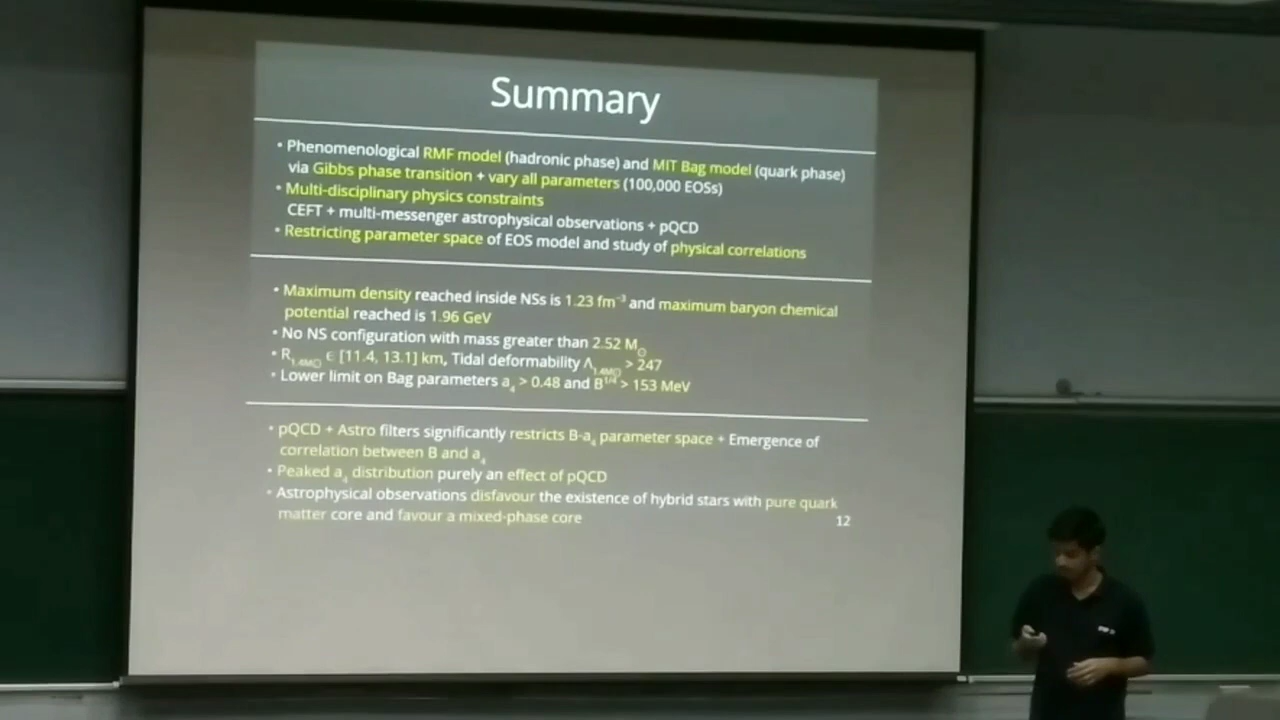 Summary
• Phenomenological RMF model (hadronic phase) and MIT Bag model (quark phase)
via Gibbs phase transition + vary all parameters (100,000 EOSs)
• Multi-disciplinary physics constraints
CEFT + multi-messenger astrophysical observations + pQCD
• Restricting parameter space of EOS model and study of physical correlations
• Maximum density reached inside NSs is 1.23 fm⁻³ and maximum baryon chemical
potential reached is 1.96 GeV
• No NS configuration with mass greater than 2.52 M☉
• R1.4M☉ ∈ [11.4, 13.1] km, Tidal deformability Λ1.4M☉ > 247
• Lower limit on Bag parameters a₄ > 0.48 and B^1/4 > 153 MeV
• pQCD + Astro filters significantly restricts B-a₄ parameter space + Emergence of
correlation between B and a₄
• Peaked a₄ distribution purely an effect of pQCD
• Astrophysical observations disfavour the existence of hybrid stars with pure quark
matter core and favour a mixed-phase core
12